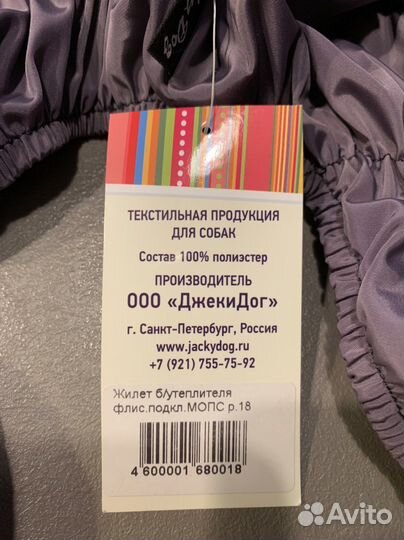 ТЕКСТИЛЬНАЯ ПРОДУКЦИЯ
ДЛЯ СОБАК
Состав 100% полиэстер
ПРОИЗВОДИТЕЛЬ
ООО «ДжекиДог»
г. Санкт-Петербург, Россия
www.jackydog.ru
+7 (921) 755-75-92
Жилет б/утеплителя
флис.подкл.МОПС р.18
4 600001 680018
Avito